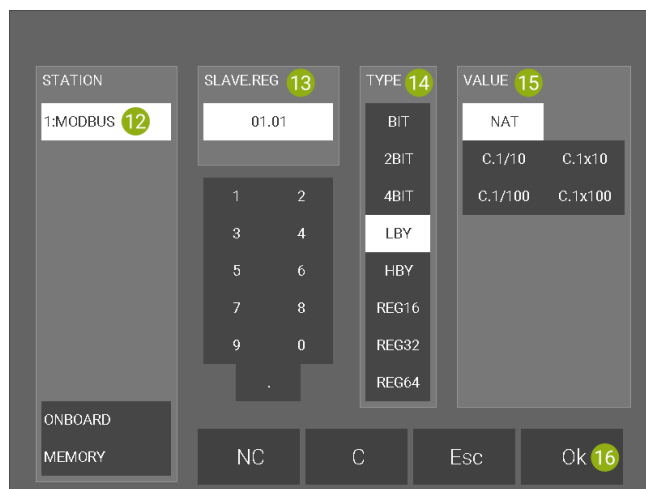 STATION
1:MODBUS 12
ONBOARD
MEMORY
SLAVE.REG 13
01.01
1 2
3 4
5 6
7 8
9 0
.
TYPE 14
BIT
2BIT
4BIT
LBY
HBY
REG16
REG32
REG64
VALUE 15
NAT
C.1/10 C.1x10
C.1/100 C.1x100
NC C Esc Ok 16